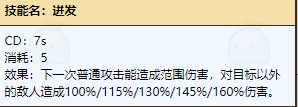 技能名：迸发
CD：7s
消耗：5
效果：下一次普通攻击能造成范围伤害，对目标以外
的敌人造成100%/115%/130%/145%/160%伤害。